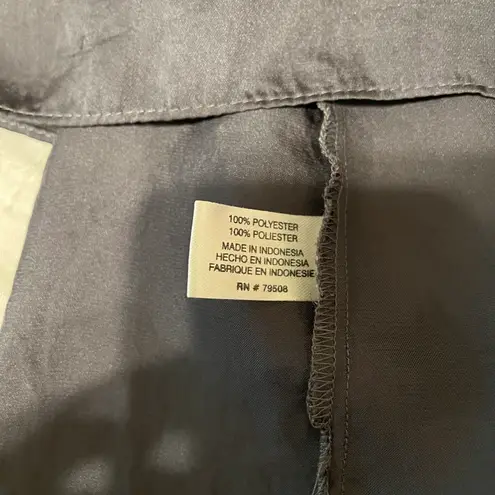 100% POLYESTER
100% POLIESTER
MADE IN INDONESIA
HECHO EN INDONESIA
FABRIQUE EN INDONESIE
RN # 79508